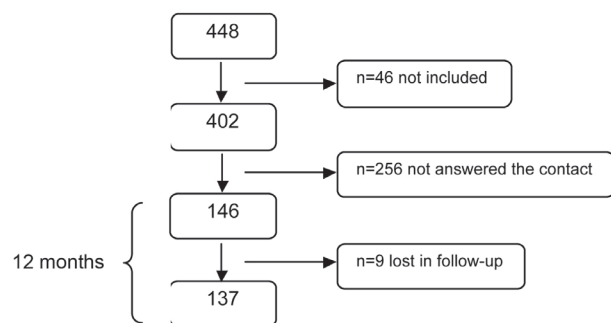 448
n=46 not included
402
n=256 not answered the contact
146
12 months
n=9 lost in follow-up
137